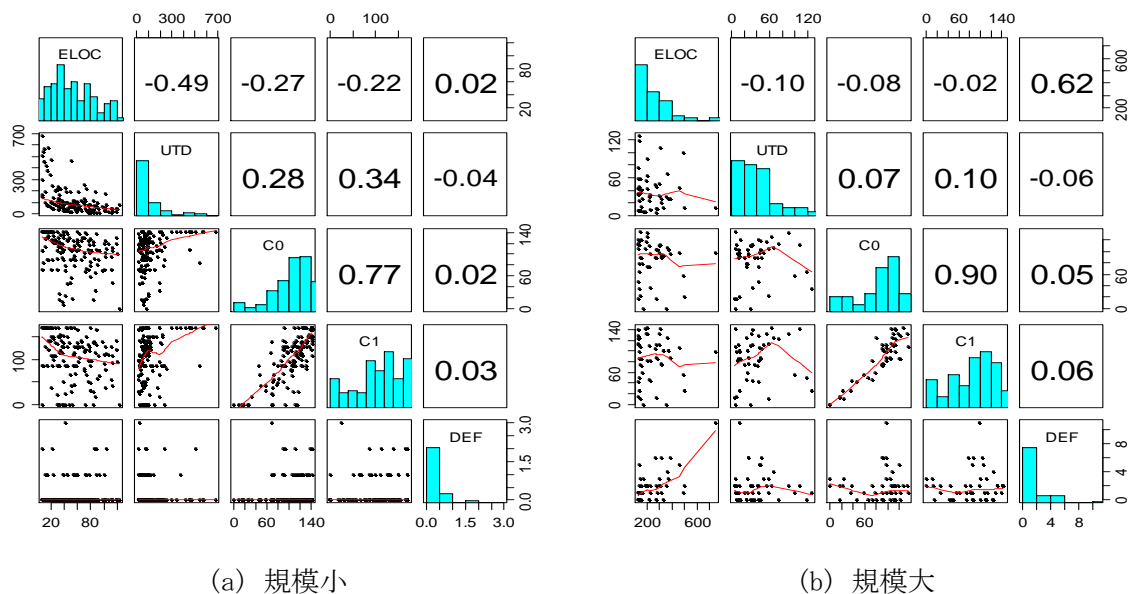 0 300 700
0 100
ELOC
-0.49
-0.27
-0.22
0.02
20 80
0 100 300 700
UTD
0.28
0.34
-0.04
C0
0.77
0.02
0 60 140
0 100
C1
0.03
DEF
0.0 1.5 3.0
20 80
0 60 140
0.0 1.5 3.0
(a) 規模小
0 60 120
0 60 140
ELOC
-0.10
-0.08
-0.02
0.62
200 600
0 60 120
UTD
0.07
0.10
-0.06
C0
0.90
0.05
0 60
0 60 140
C1
0.06
DEF
0 4 8
200 600
0 60
0 4 8
(b) 規模大